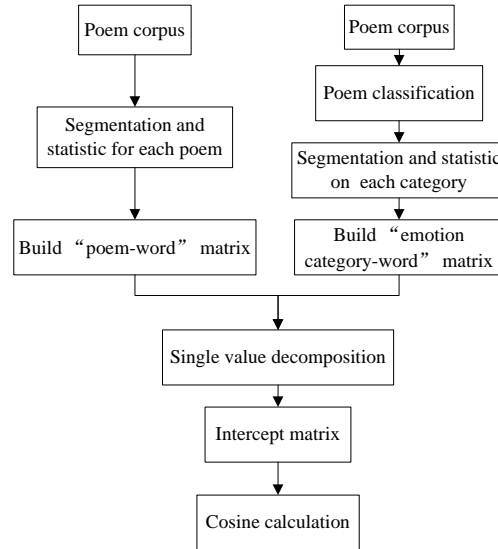 Poem corpus
Segmentation and
statistic for each poem
Build “poem-word” matrix
Poem corpus
Poem classification
Segmentation and statistic
on each category
Build “emotion
category-word” matrix
Single value decomposition
Intercept matrix
Cosine calculation